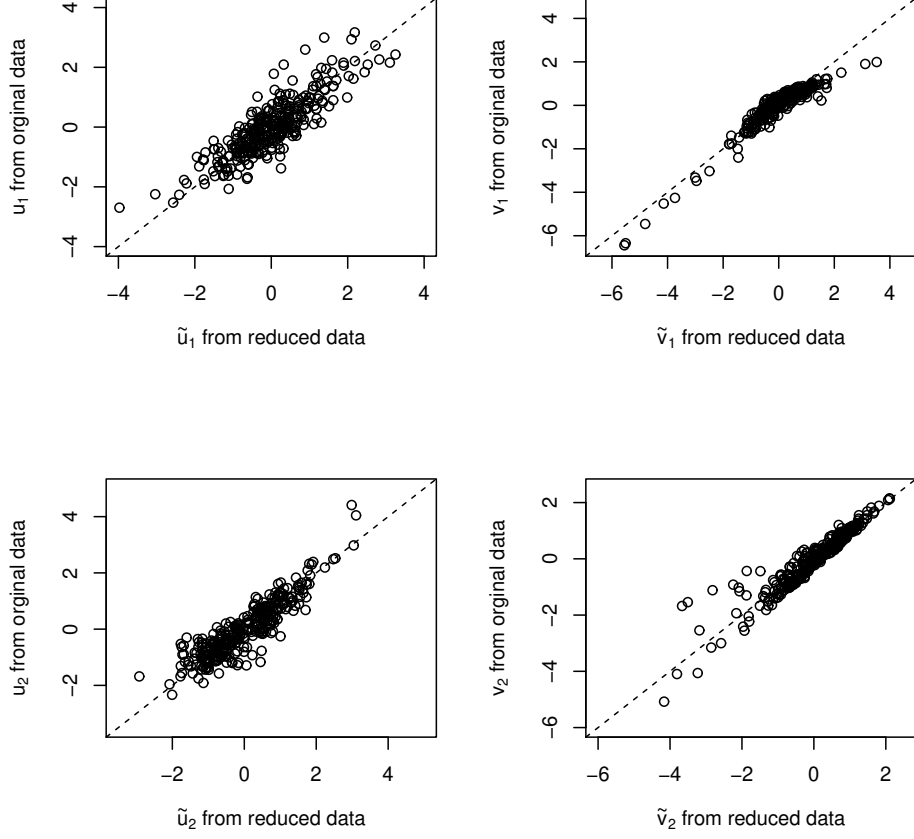 4
2
0
−2
−4
u1 from orginal data
−4 −2 0 2 4
ũ1 from reduced data
4
2
0
−2
−4
−6
v1 from orginal data
−6 −4 −2 0 2 4
ṽ1 from reduced data
4
2
0
−2
u2 from orginal data
−2 0 2 4
ũ2 from reduced data
2
0
−2
−4
−6
v2 from orginal data
−6 −4 −2 0 2
ṽ2 from reduced data